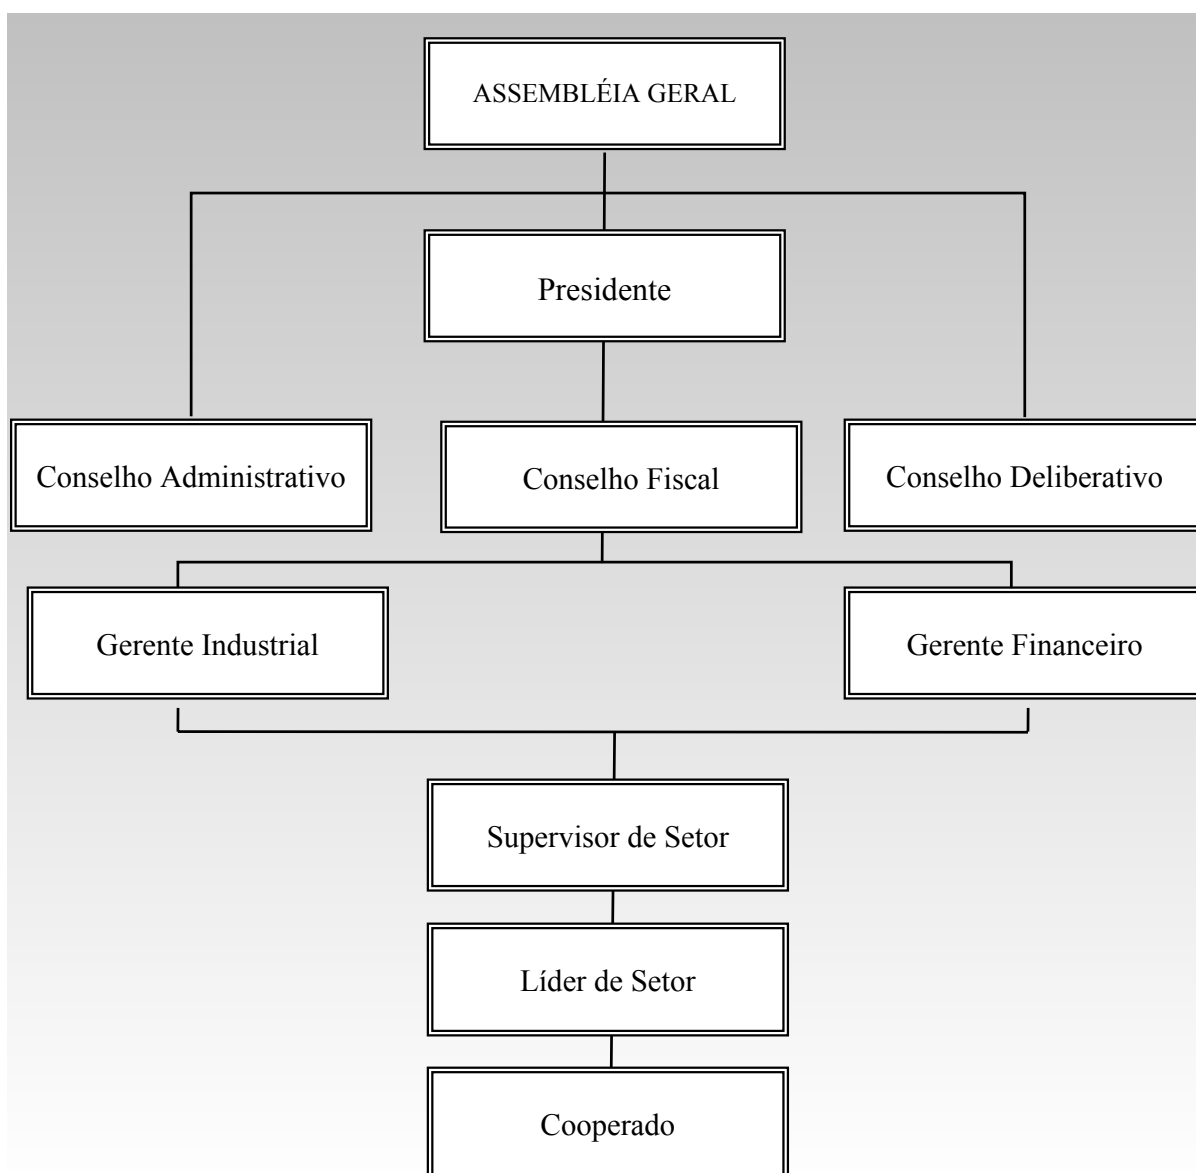 ASSEMBLÉIA GERAL
Presidente
Conselho Administrativo
Conselho Fiscal
Conselho Deliberativo
Gerente Industrial
Gerente Financeiro
Supervisor de Setor
Líder de Setor
Cooperado